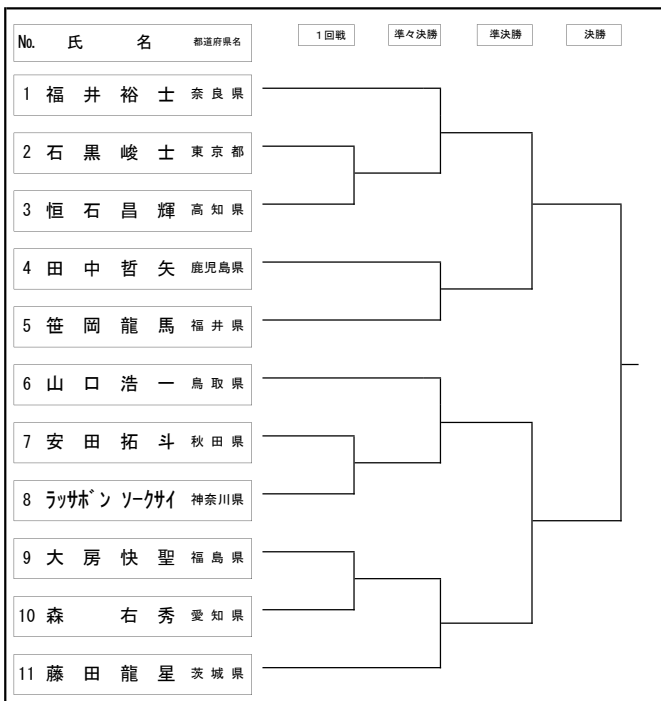 No. 氏 名 都道府県名 1回戦 準々決勝 準決勝 決勝
1 福 井 裕 士 奈良県
2 石 黒 峻 士 東京都
3 恒 石 昌 輝 高知県
4 田 中 哲 矢 鹿児島県
5 笹 岡 龍 馬 福井県
6 山 口 浩 一 鳥取県
7 安 田 拓 斗 秋田県
8 ラッサボン ソークサイ 神奈川県
9 大 房 快 聖 福島県
10 森 右 秀 愛知県
11 藤 田 龍 星 茨城県